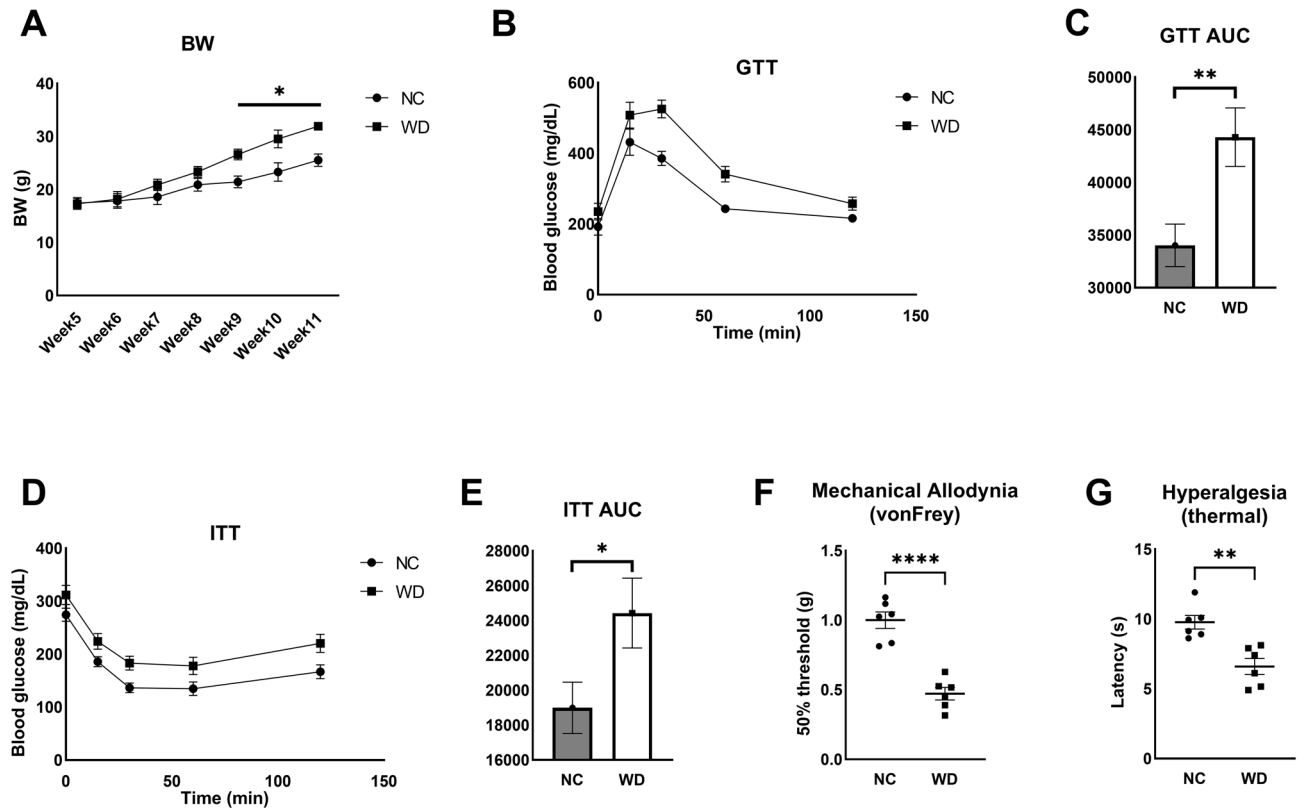 A
BW
BW (g)
40
30
20
10
0
Week5
Week6
Week7
Week8
Week9
Week10
Week11
*
NC
WD
B
GTT
Blood glucose (mg/dL)
600
400
200
0
0
50
100
150
Time (min)
NC
WD
C
GTT AUC
50000
45000
40000
35000
30000
**
NC
WD
D
ITT
Blood glucose (mg/dL)
400
300
200
100
0
0
50
100
150
Time (min)
NC
WD
E
ITT AUC
28000
26000
24000
22000
20000
18000
16000
*
NC
WD
F
Mechanical Allodynia
(vonFrey)
50% threshold (g)
1.5
1.0
0.5
0.0
****
NC
WD
G
Hyperalgesia
(thermal)
Latency (s)
15
10
5
0
**
NC
WD